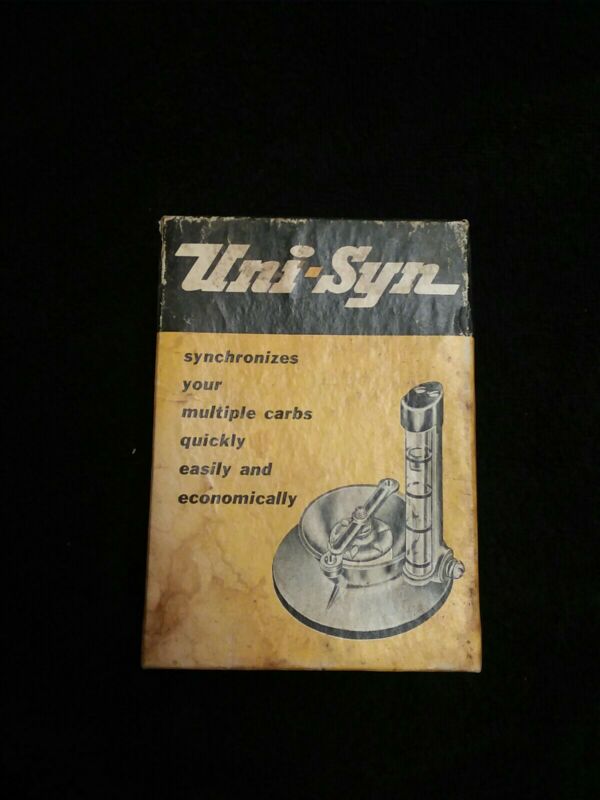 Uni-Syn
synchronizes
your
multiple carbs
quickly
easily and
economically